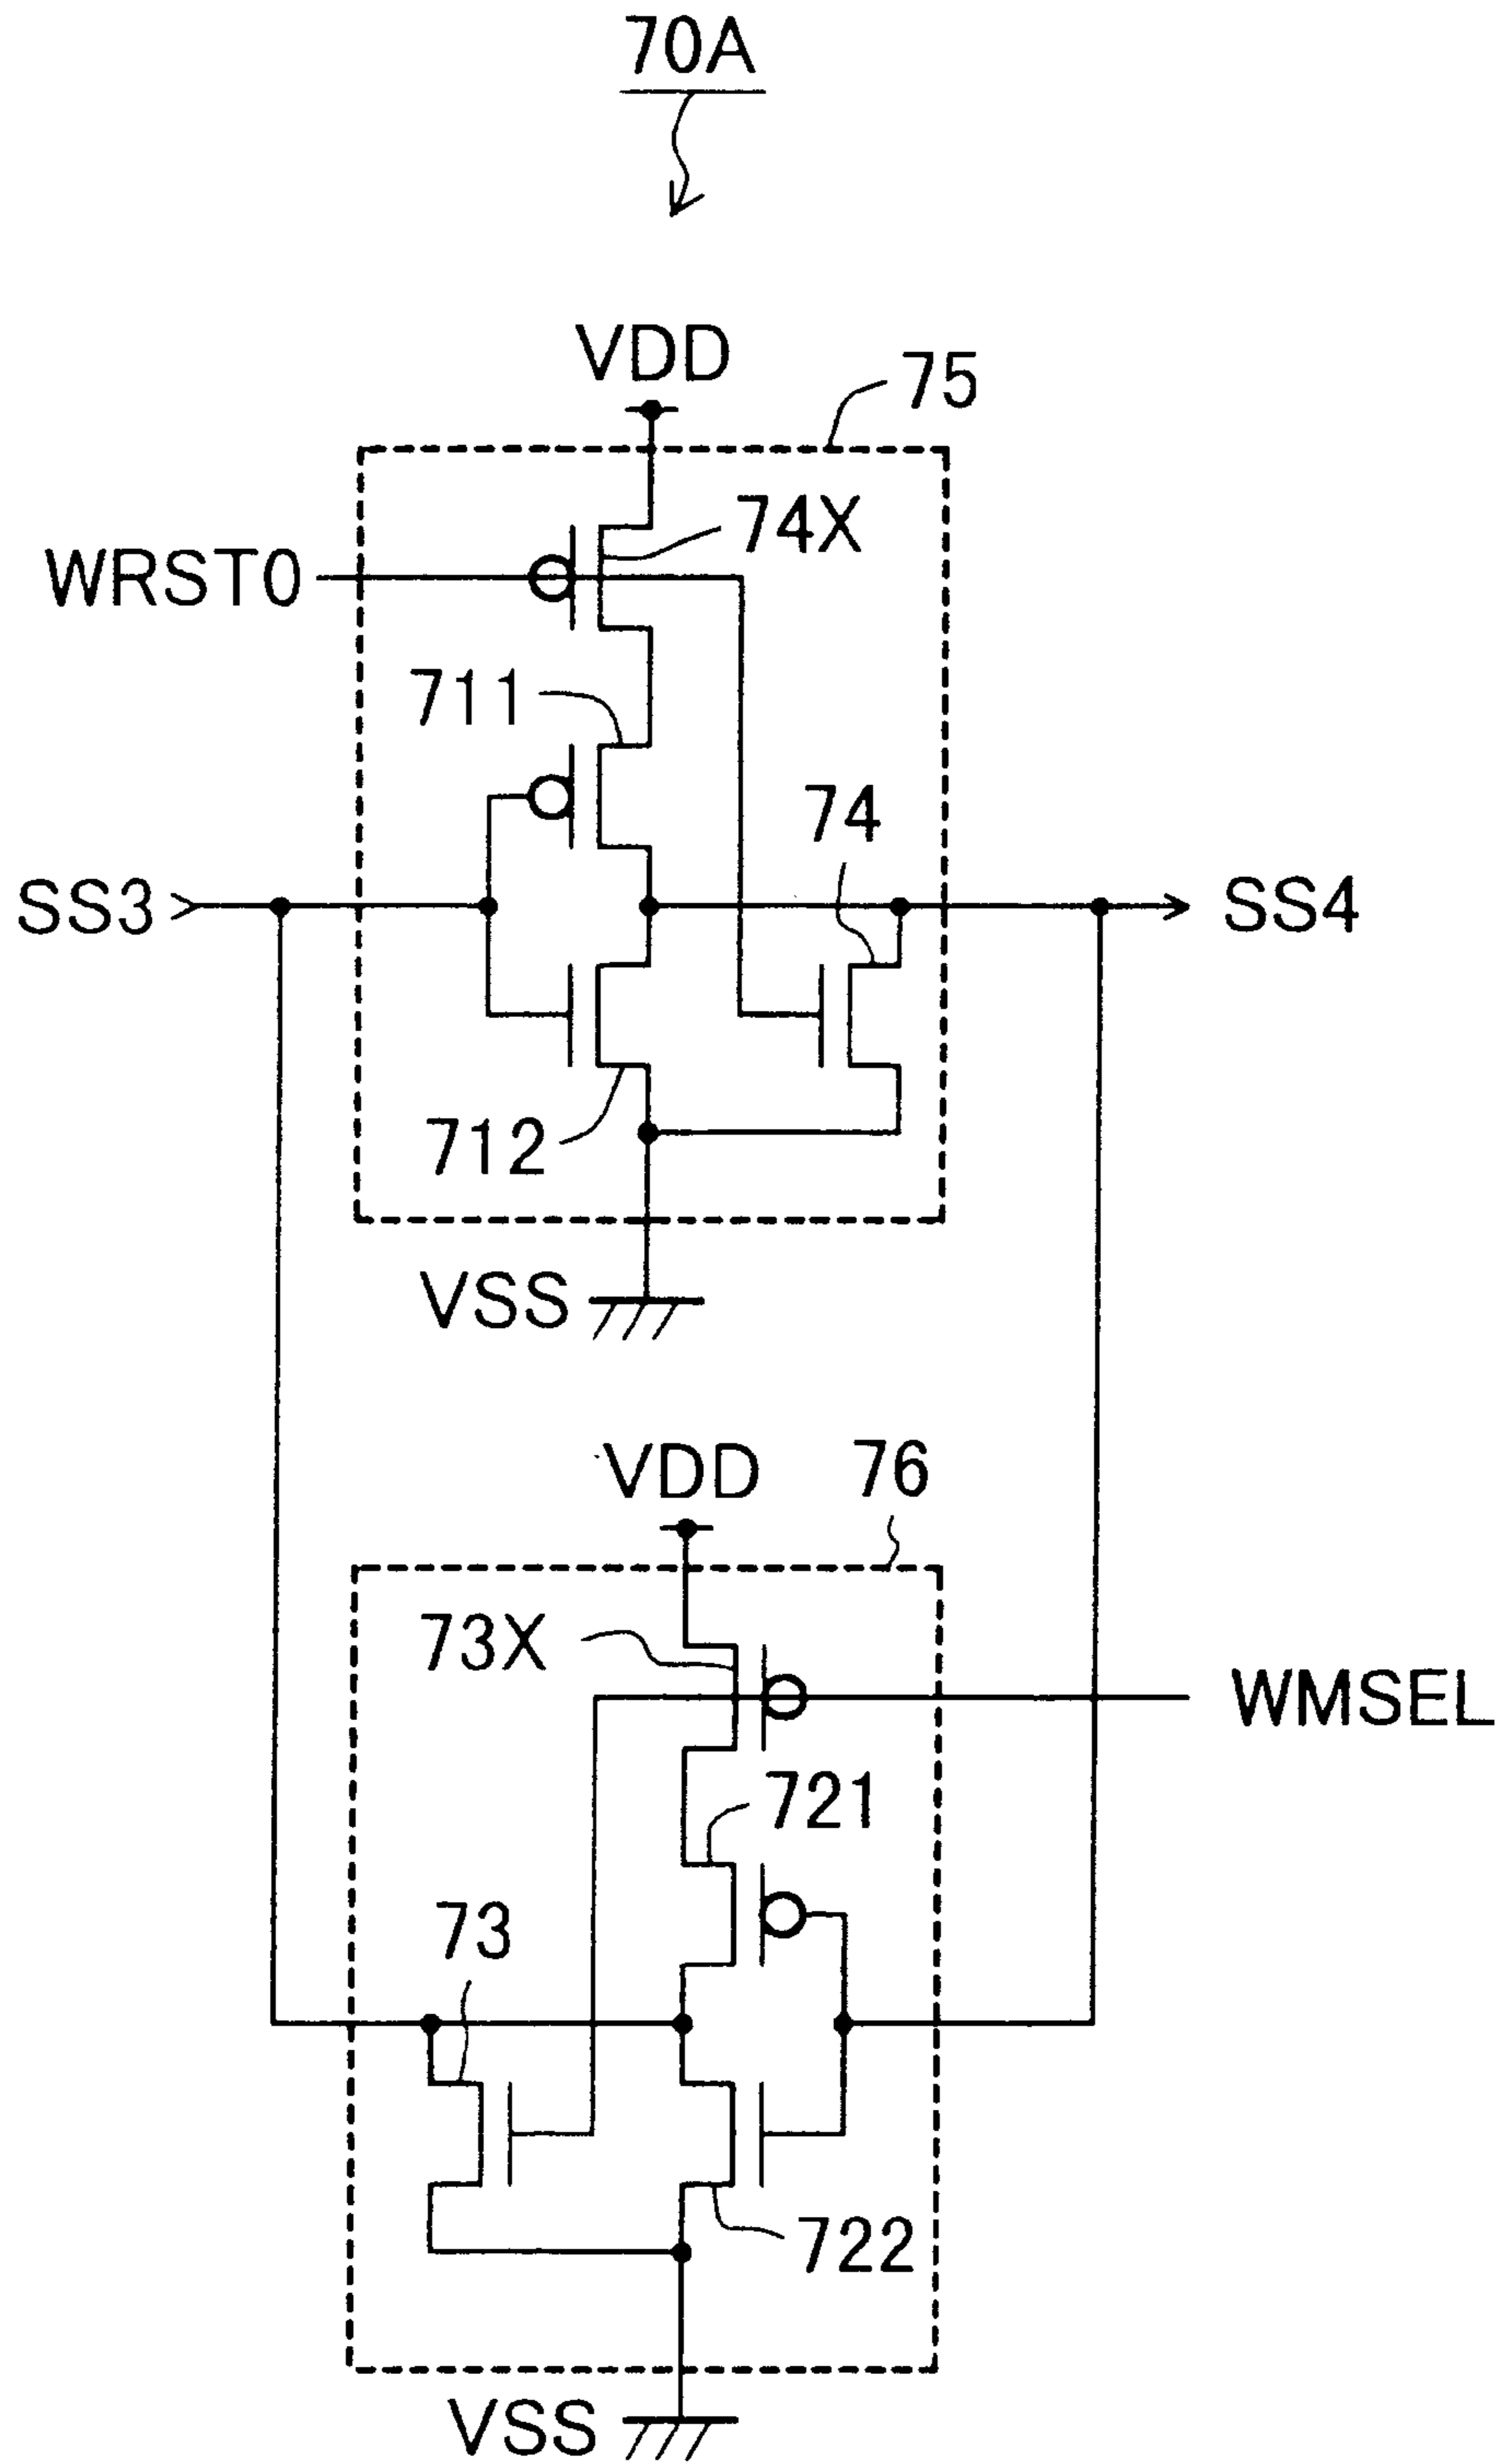 70A
VDD
75
74X
WRST0
711
74
SS3
SS4
712
VSS
VDD
76
73X
WMSEL
721
73
722
VSS